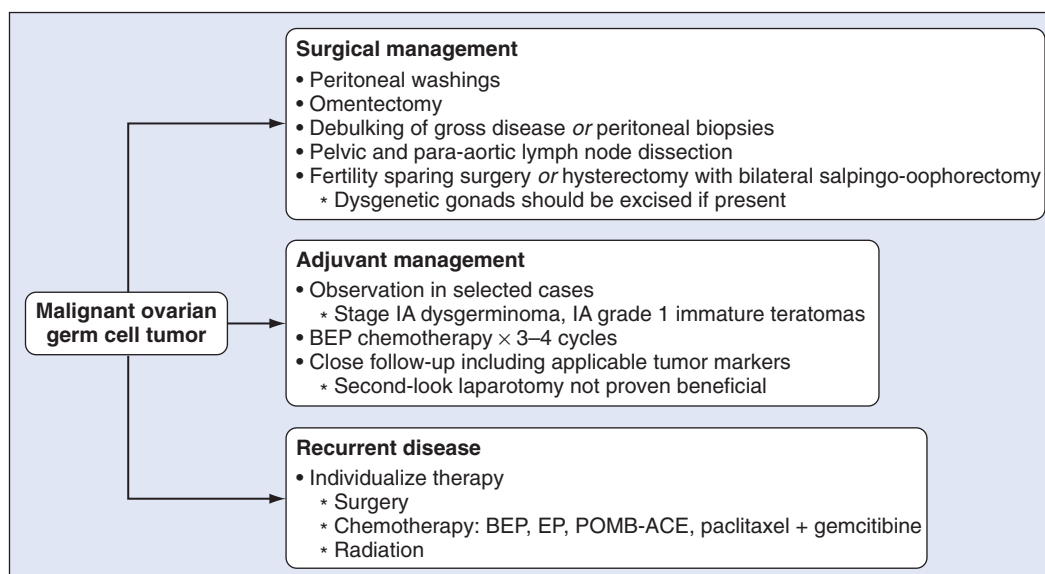 Surgical management
• Peritoneal washings
• Omentectomy
• Debulking of gross disease or peritoneal biopsies
• Pelvic and para-aortic lymph node dissection
• Fertility sparing surgery or hysterectomy with bilateral salpingo-oophorectomy
* Dysgenetic gonads should be excised if present
Malignant ovarian
germ cell tumor
Adjuvant management
• Observation in selected cases
* Stage IA dysgerminoma, IA grade 1 immature teratomas
• BEP chemotherapy × 3–4 cycles
• Close follow-up including applicable tumor markers
* Second-look laparotomy not proven beneficial
Recurrent disease
• Individualize therapy
* Surgery
* Chemotherapy: BEP, EP, POMB-ACE, paclitaxel + gemcitibine
* Radiation